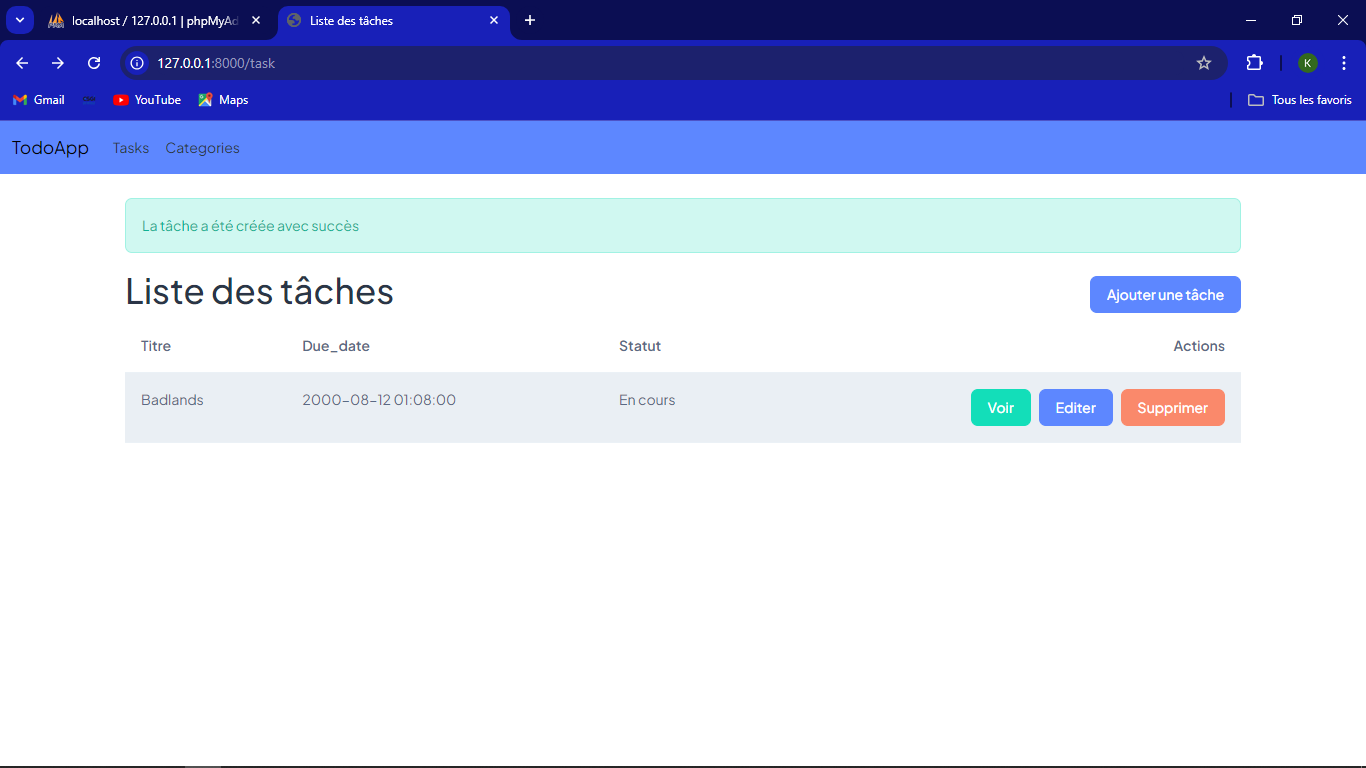 localhost / 127.0.0.1 | phpMyAd
Liste des tâches
127.0.0.1:8000/task
K
Gmail
YouTube
Maps
Tous les favoris
TodoApp Tasks Categories
La tâche a été créée avec succès
Liste des tâches
Ajouter une tâche
Titre Due_date Statut Actions
Badlands 2000-08-12 01:08:00 En cours Voir Editer Supprimer